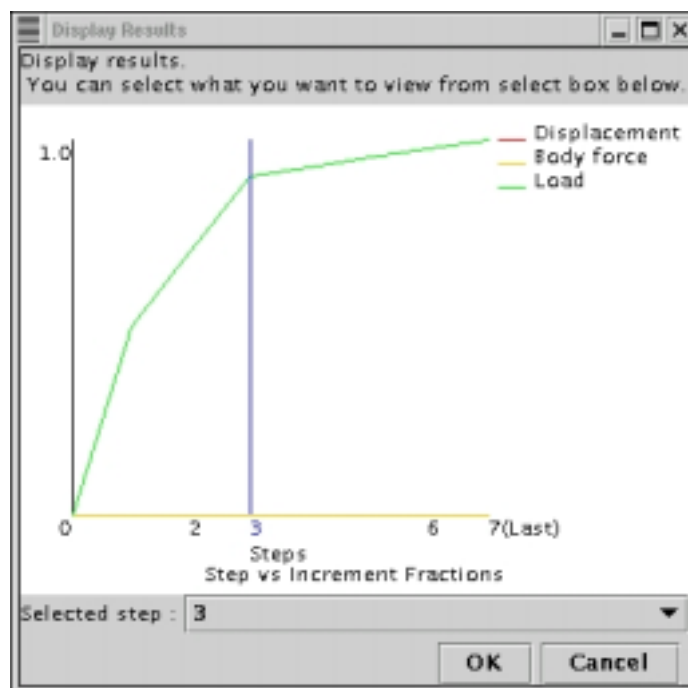 Display Results
Display results.
You can select what you want to view from select box below.
1.0
Displacement
Body force
Load
0 2 3 6 7(Last)
Steps
Step vs Increment Fractions
Selected step : 3
OK Cancel